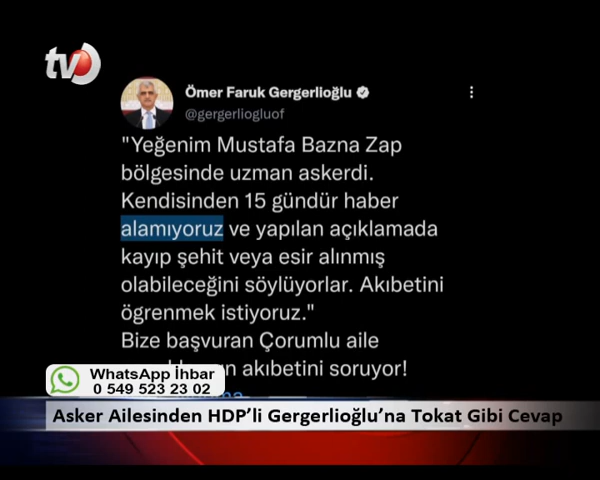 tv
Ömer Faruk Gergerlioğlu
@gergerliogluof
"Yeğenim Mustafa Bazna Zap
bölgesinde uzman askerdi.
Kendisinden 15 gündür haber
alamıyoruz ve yapılan açıklamada
kayıp şehit veya esir alınmış
olabileceğini söylüyorlar. Akıbetini
ögrenmek istiyoruz."
Bize başvuran Çorumlu aile
akıbetini soruyor!
WhatsApp İhbar
0 549 523 23 02
Asker Ailesinden HDP'li Gergerlioğlu'na Tokat Gibi Cevap